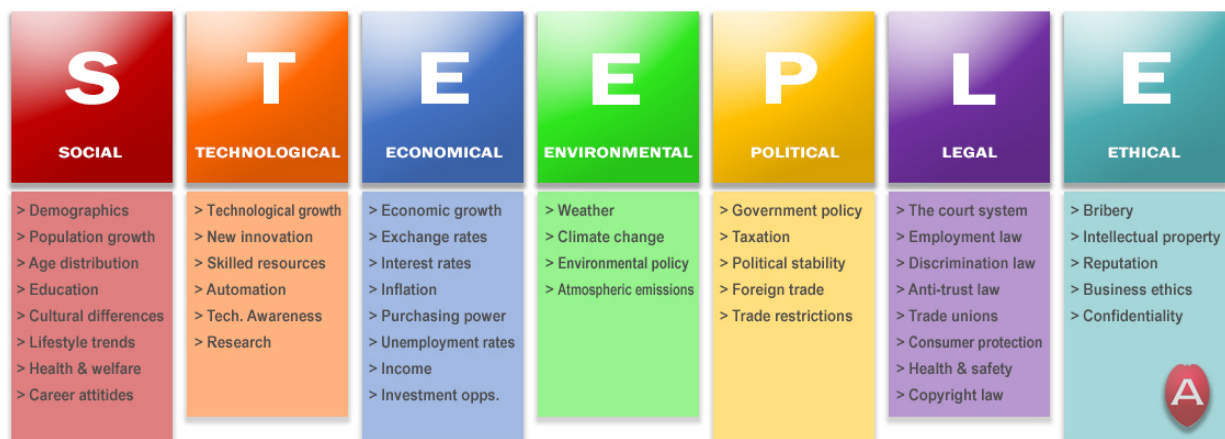 S
SOCIAL
> Demographics
> Population growth
> Age distribution
> Education
> Cultural differences
> Lifestyle trends
> Health & welfare
> Career attitides
T
TECHNOLOGICAL
> Technological growth
> New innovation
> Skilled resources
> Automation
> Tech. Awareness
> Research
E
ECONOMICAL
> Economic growth
> Exchange rates
> Interest rates
> Inflation
> Purchasing power
> Unemployment rates
> Income
> Investment opps.
E
ENVIRONMENTAL
> Weather
> Climate change
> Environmental policy
> Atmospheric emissions
P
POLITICAL
> Government policy
> Taxation
> Political stability
> Foreign trade
> Trade restrictions
L
LEGAL
> The court system
> Employment law
> Discrimination law
> Anti-trust law
> Trade unions
> Consumer protection
> Health & safety
> Copyright law
E
ETHICAL
> Bribery
> Intellectual property
> Reputation
> Business ethics
> Confidentiality
A